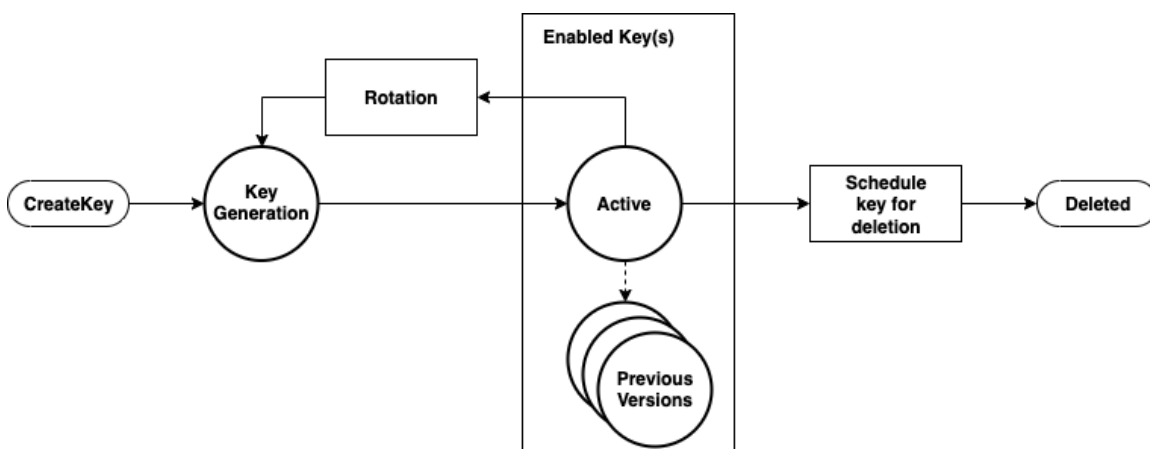 Enabled Key(s)
Rotation
CreateKey
Key
Generation
Active
Schedule
key for
deletion
Deleted
Previous
Versions